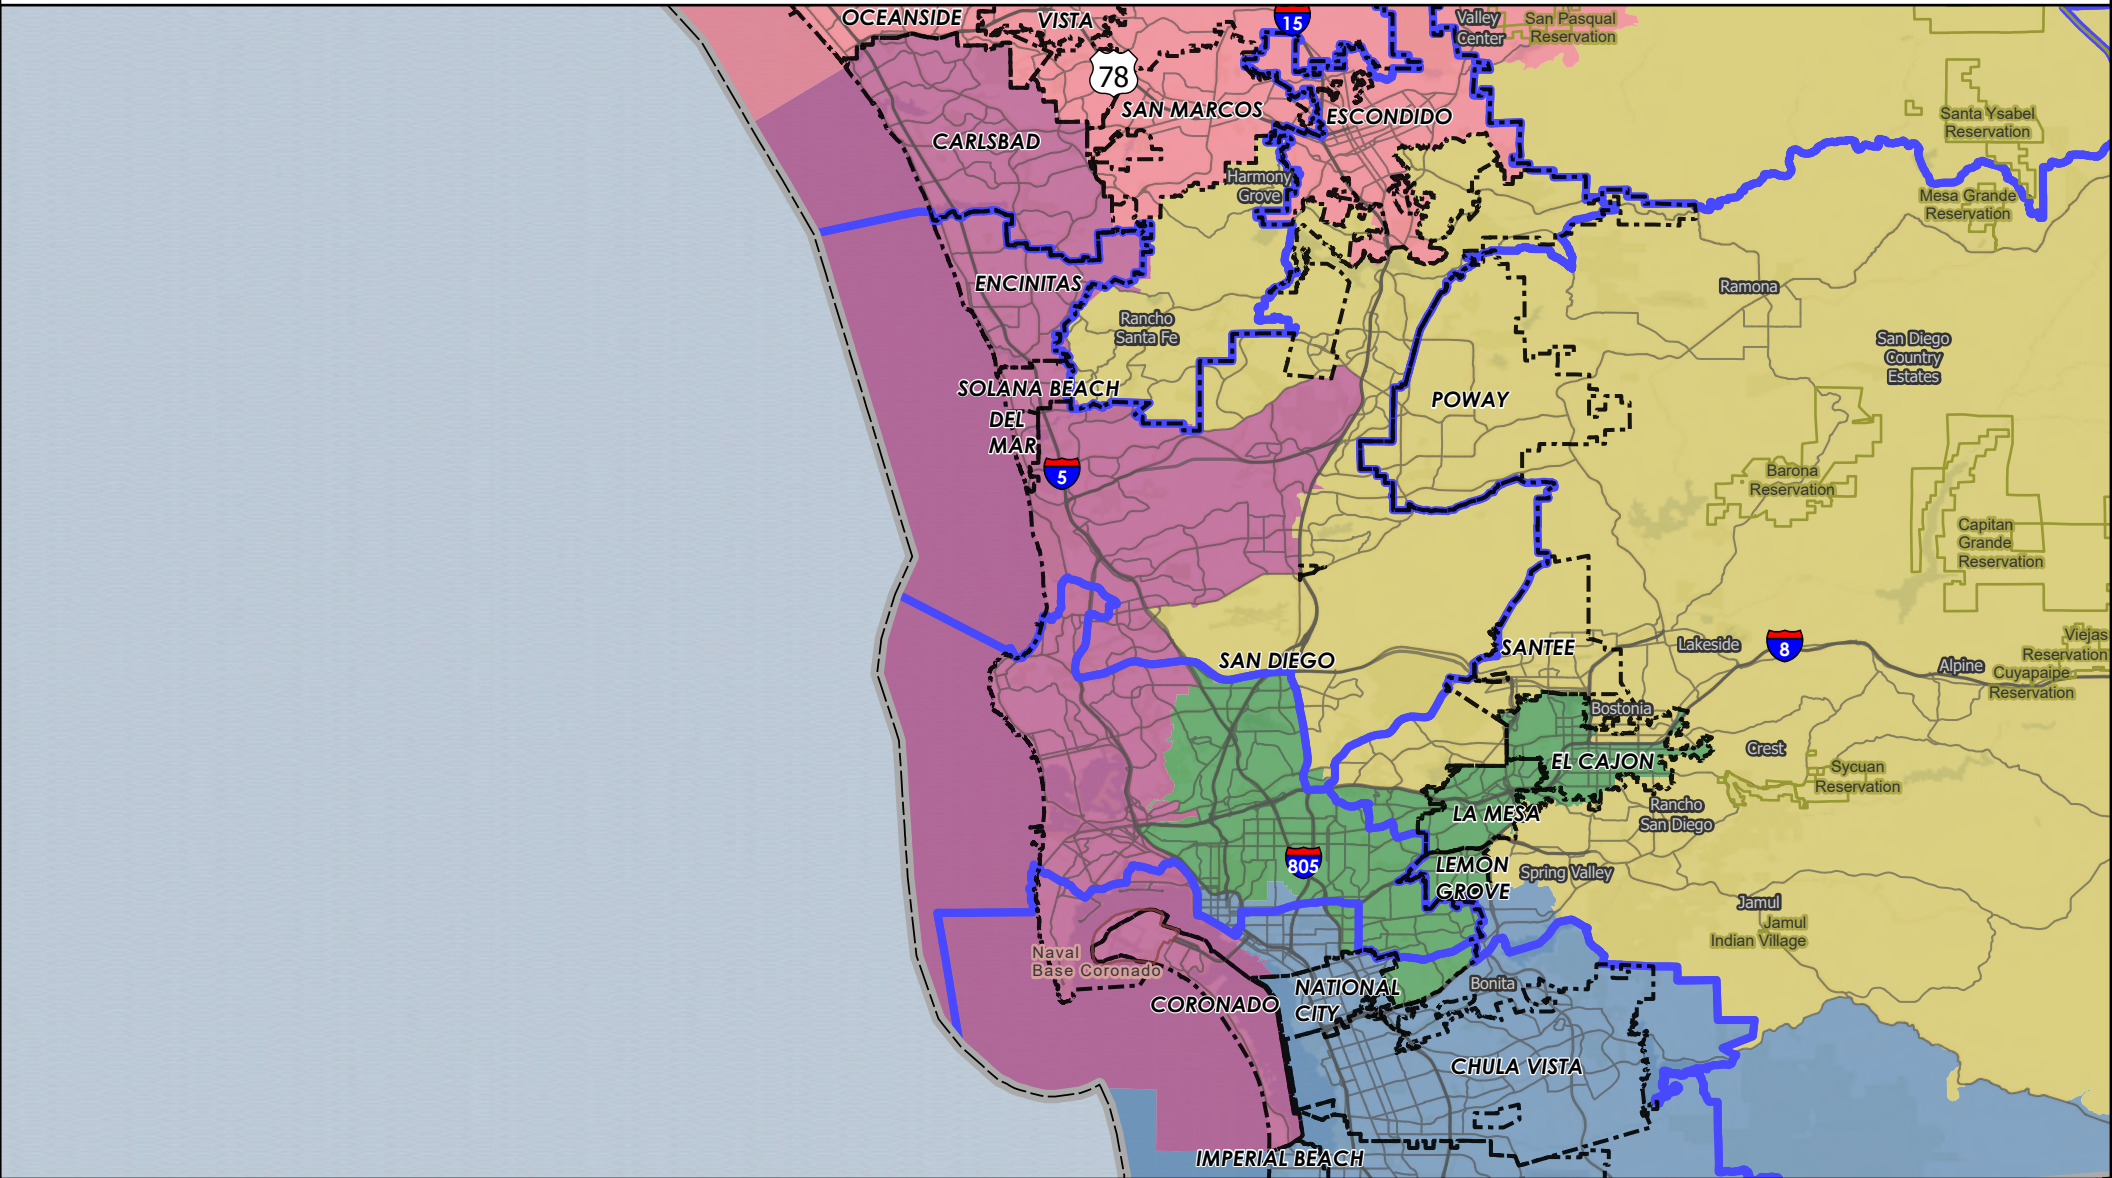 OCEANSIDE
VISTA
15
Valley
Center
San Pasqual
Reservation
78
SAN MARCOS
ESCONDIDO
CARLSBAD
Santa Ysabel
Reservation
Harmony
Grove
Mesa Grande
Reservation
ENCINITAS
Ramona
Rancho
Santa Fe
San Diego
Country
Estates
SOLANA BEACH
POWAY
DEL
MAR
5
Barona
Reservation
Capitan
Grande
Reservation
SAN DIEGO
SANTEE
Lakeside
8
Alpine
Viejas
Reservation
Cuyapaipe
Reservation
Bostonia
EL CAJON
Crest
Sycuan
Reservation
LA MESA
Rancho
San Diego
805
LEMON
GROVE
Spring Valley
Jamul
Jamul
Indian Village
Naval
Base Coronado
CORONADO
NATIONAL
CITY
Bonita
CHULA VISTA
IMPERIAL BEACH